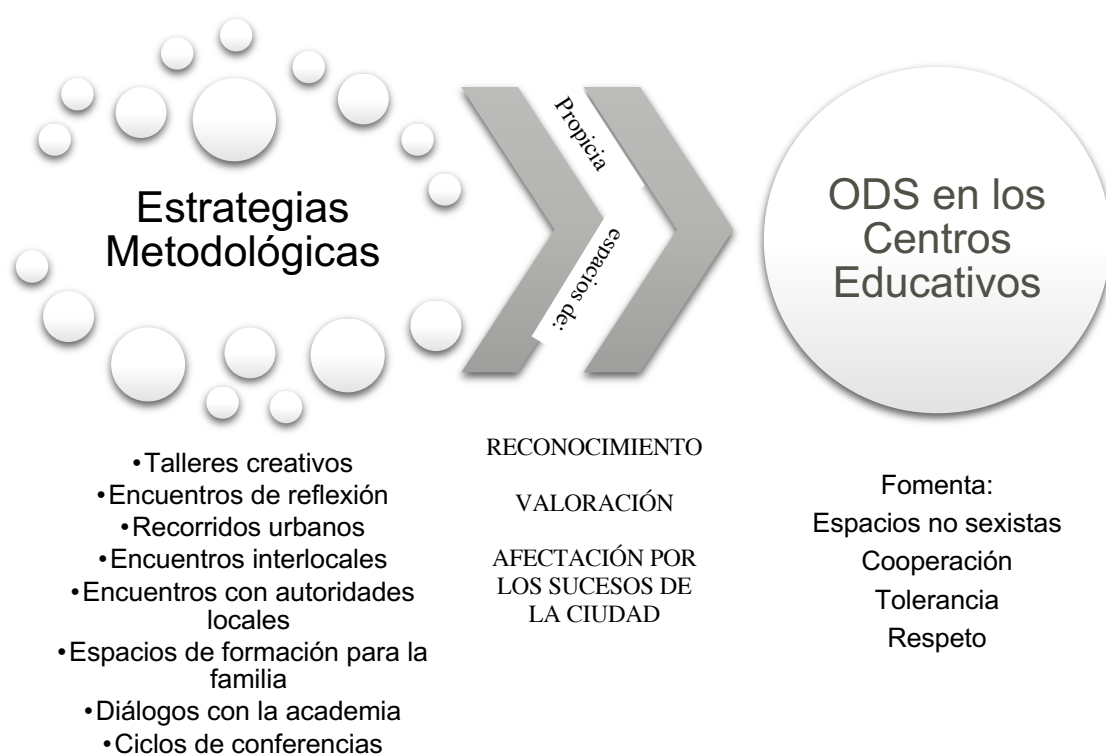 Estrategias
Metodológicas
•Talleres creativos
•Encuentros de reflexión
•Recorridos urbanos
•Encuentros interlocales
•Encuentros con autoridades
locales
•Espacios de formación para la
familia
•Diálogos con la academia
•Ciclos de conferencias
Propicia
espacios de:
RECONOCIMIENTO
VALORACIÓN
AFECTACIÓN POR
LOS SUCESOS DE
LA CIUDAD
ODS en los
Centros
Educativos
Fomenta:
Espacios no sexistas
Cooperación
Tolerancia
Respeto